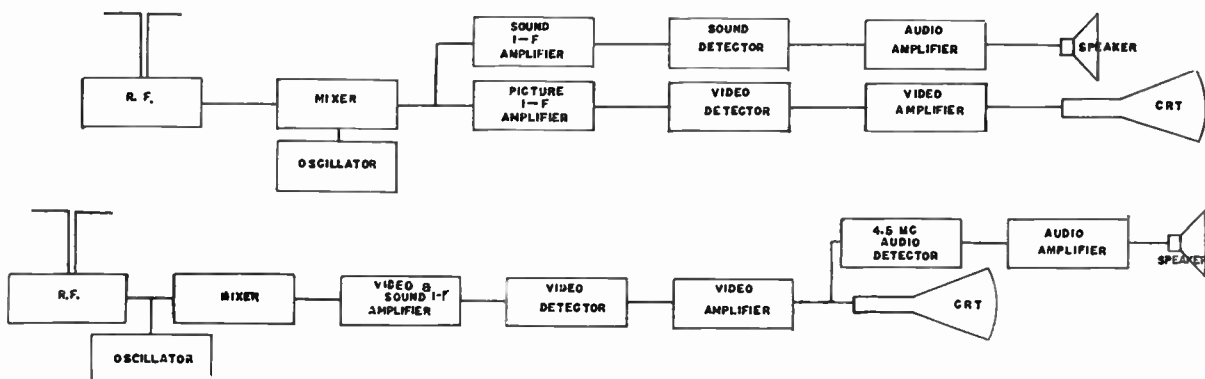 SOUND
I-F
AMPLIFIER
SOUND
DETECTOR
AUDIO
AMPLIFIER
SPEAKER
R. F.
MIXER
PICTURE
I-F
AMPLIFIER
VIDEO
DETECTOR
VIDEO
AMPLIFIER
CRT
OSCILLATOR
4.5 MC
AUDIO
DETECTOR
AUDIO
AMPLIFIER
SPEAKER
R.F.
MIXER
VIDEO &
SOUND I-F
AMPLIFIER
VIDEO
DETECTOR
VIDEO
AMPLIFIER
CRT
OSCILLATOR